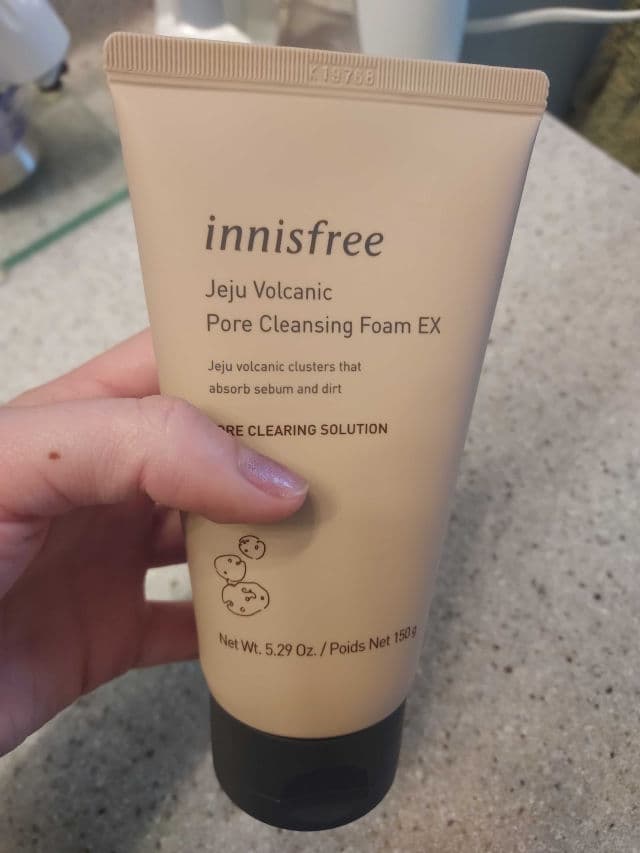 innisfree
Jeju Volcanic
Pore Cleansing Foam EX
Jeju volcanic clusters that
absorb sebum and dirt
CLEARING SOLUTION
Net Wt. 5.29 Oz. / Poids Net 150 g